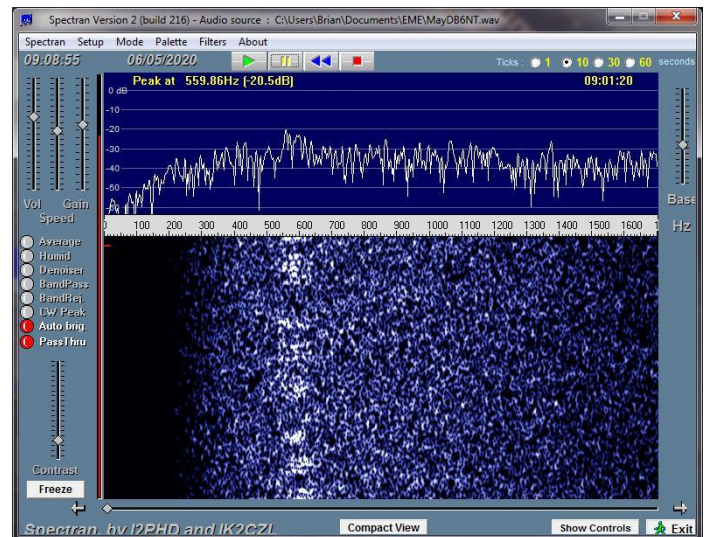 Spectran Version 2 (build 216) - Audio source : C:\Users\Brian\Documents\EME\MayDB6NT.wav
Spectran Setup Mode Palette Filters About
09:08:55 06/05/2020 Ticks : 1 10 30 60 seconds
Peak at 559.86Hz (-20.5dB) 09:01:20
0 dB
-10
-20
-30
-40
-50
Vol Gain
Speed
Base
0 100 200 300 400 500 600 700 800 900 1000 1100 1200 1300 1400 1500 1600 1
Hz
Average
Humid
Denoiser
BandPass
BandRej.
CW Peak
Auto brig.
PassThru
Contrast
Freeze
Spectran, by I2PHD and IK2CZL
Compact View
Show Controls
Exit